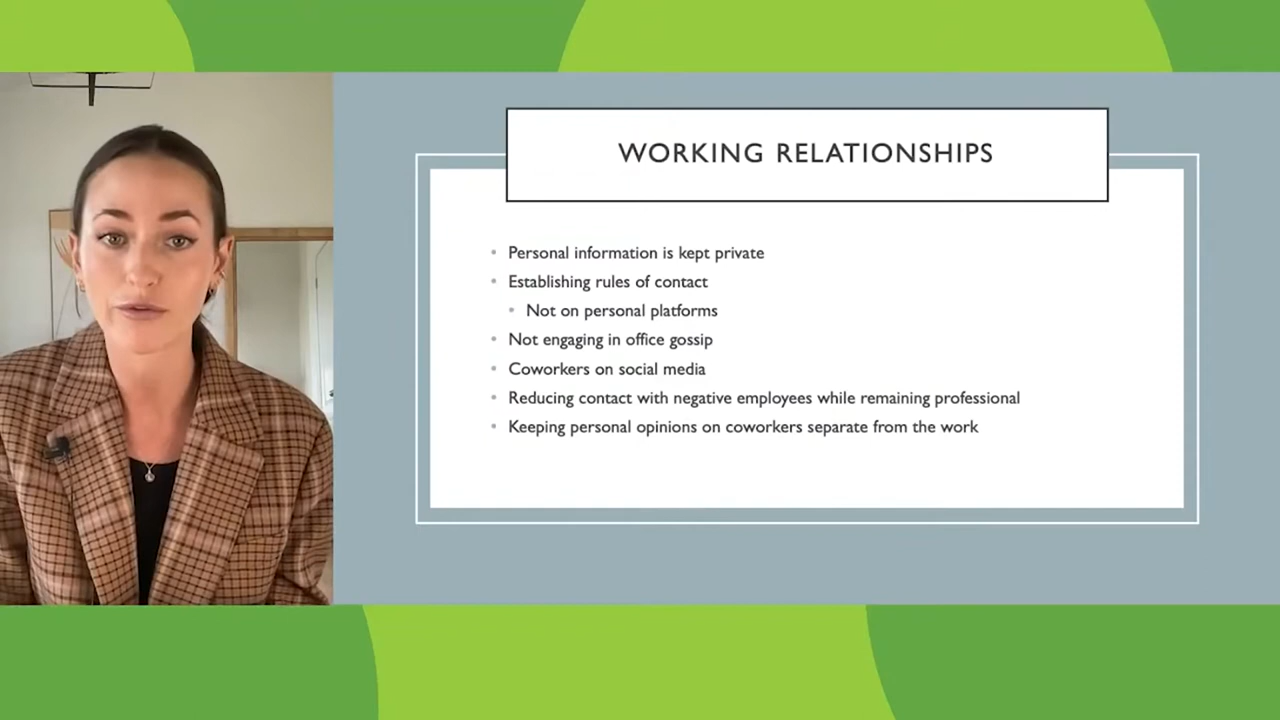 WORKING RELATIONSHIPS
• Personal information is kept private
• Establishing rules of contact
• Not on personal platforms
• Not engaging in office gossip
• Coworkers on social media
• Reducing contact with negative employees while remaining professional
• Keeping personal opinions on coworkers separate from the work